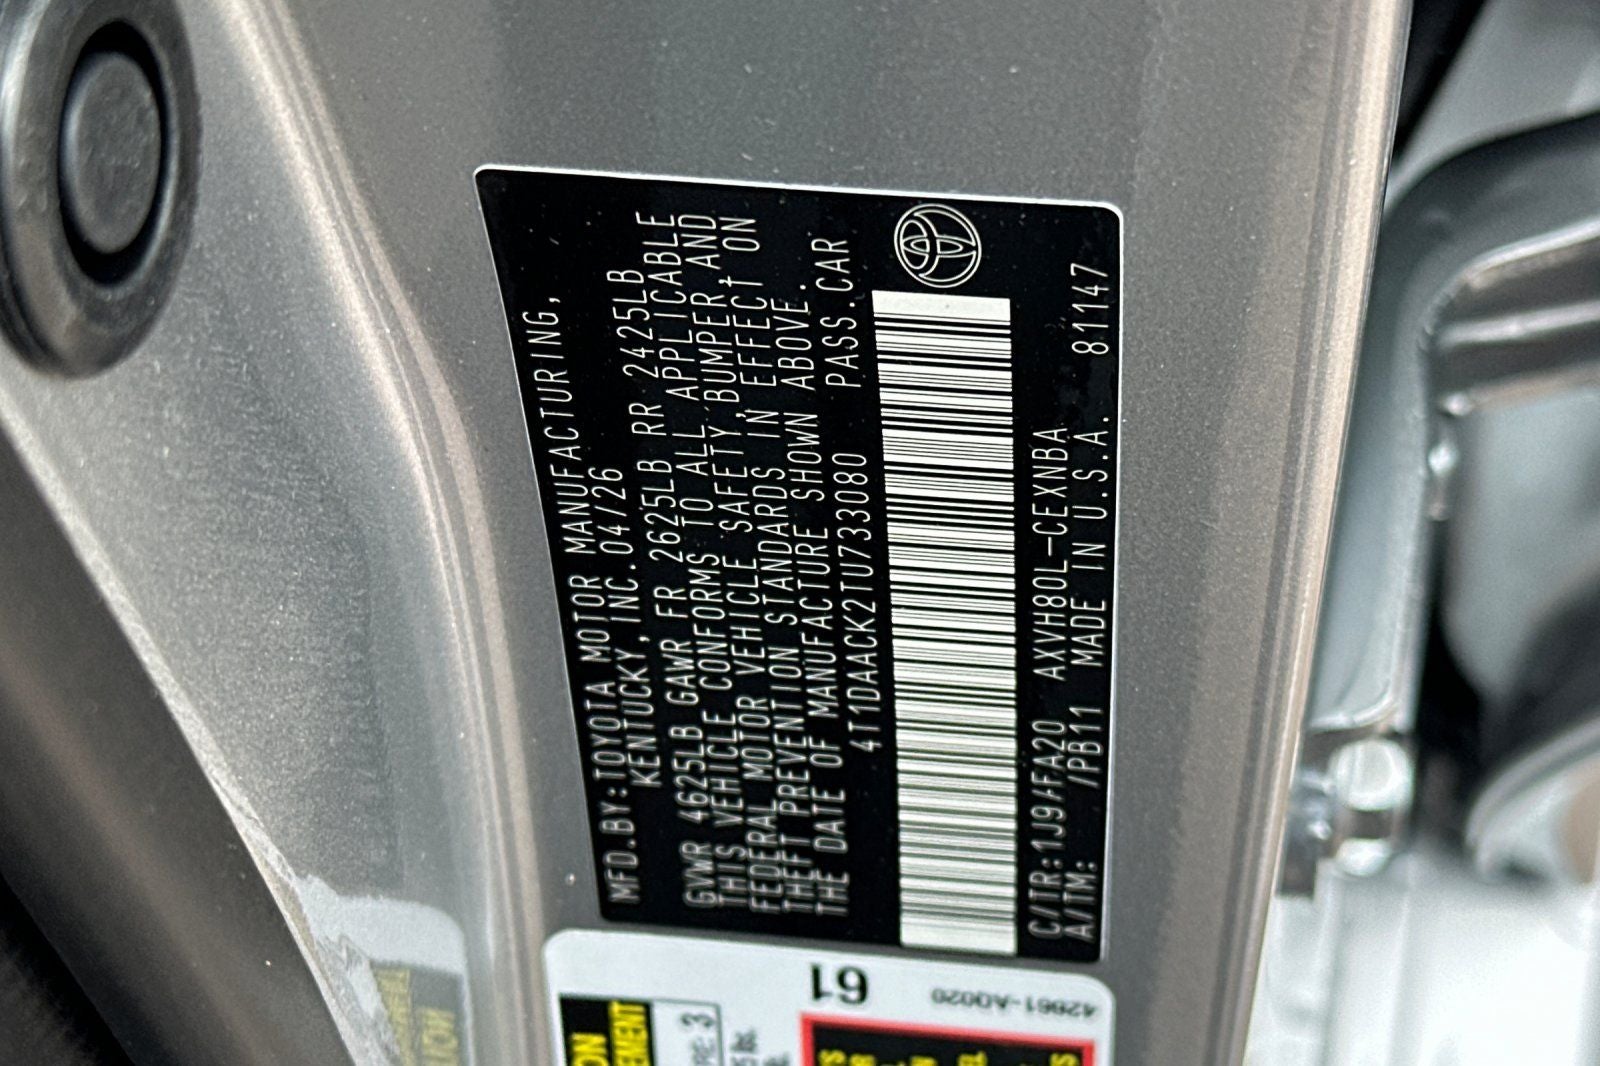 MFD.BY:TOYOTA MOTOR MANUFACTURING,
KENTUCKY, INC.04/26
GVWR 4625LB GAWR FR 2625LB RR 2425LB
THIS VEHICLE CONFORMS TO ALL APPLICABLE
FEDERAL MOTOR VEHICLE SAFETY,BUMPER,AND
THEFT PREVENTION STANDARDS IN EFFECT ON
THE DATE OF MANUFACTURE SHOWN ABOVE.
4T1DAACK2TU733080 PASS.CAR
C/TR:1J9/FA20 AXVH80L-CEXNBA
A/TM: /PB11 MADE IN U.S.A. 81147
61
42661-AQ020